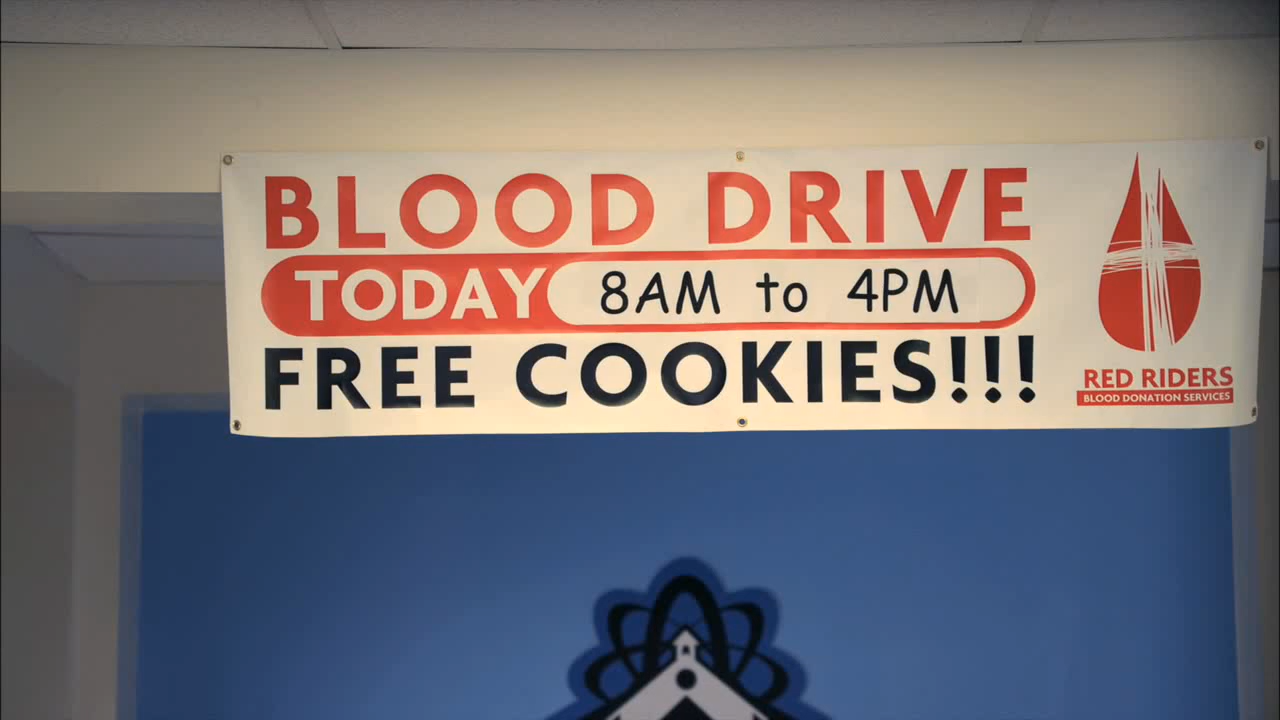 BLOOD DRIVE
TODAY 8AM to 4PM
FREE COOKIES!!!
RED RIDERS
BLOOD DONATION SERVICES